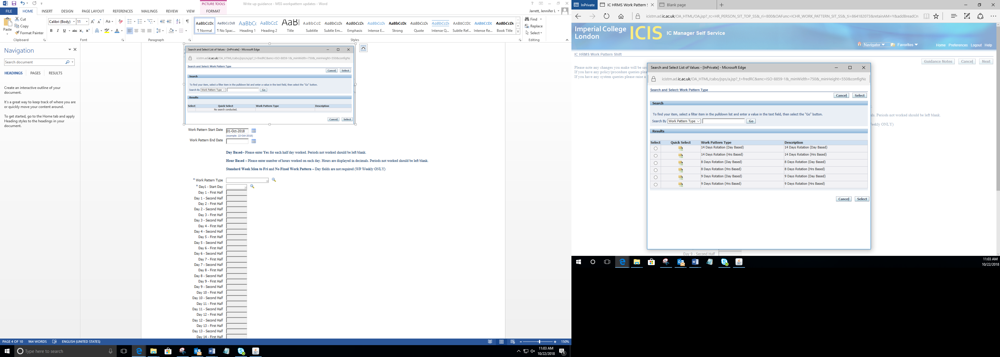 PICTURE TOOLS
Write up guidance - MSS workpattern updates - Word
FILE HOME INSERT DESIGN PAGE LAYOUT REFERENCES MAILINGS REVIEW VIEW FORMAT
Jarrett, Jennifer L
Paste
Cut
Copy
Format Painter
Clipboard
Calibri (Body) 11
Font
Paragraph
¶ Normal ¶ No Spac... Heading 1 Heading 2 Title Subtitle Subtle Em... Emphasis Intense E... Strong Quote Intense Q... Subtle Ref... Intense Re... Book Title
Styles
Find
Replace
Select
Editing
Navigation
Search document
HEADINGS PAGES RESULTS
Create an interactive outline of your
document.
It's a great way to keep track of where you are
or quickly move your content around.
To get started, go to the Home tab and apply
Heading styles to the headings in your
document.
Search and Select List of Values - [InPrivate] - Microsoft Edge
icistrn.ad.ic.ac.uk/OA_HTML/cabo/jsps/a.jsp?_t=fredRC&enc=ISO-8859-1&_minWidth=750&_minHeight=550&configNa
Search and Select: Work Pattern Type
Cancel Select
Search
To find your item, select a filter item in the pulldown list and enter a value in the text field, then select the "Go" button.
Search By Work Pattern Type Go
Results
Select Quick Select Work Pattern Type Description
No search conducted.
Cancel Select
Work Pattern Start Date 01-Oct-2018
(example: 22-Oct-2018)
Work Pattern End Date
Day Based– Please enter Yes for each half day worked. Periods not worked should be left blank.
Hour Based – Please enter number of hours worked on each day. Hours are displayed in decimals. Periods not worked should be left blank.
Standard Week Mon to Fri and No Fixed Work Pattern – Day fields are not required (WP Weekly ONLY)
* Work Pattern Type
* Day1 - Start Day
Day 1 - First Half
Day 1 - Second Half
Day 2 - First Half
Day 2 - Second Half
Day 3 - First Half
Day 3 - Second Half
Day 4 - First Half
Day 4 - Second Half
Day 5 - First Half
Day 5 - Second Half
Day 6 - First Half
Day 6 - Second Half
Day 7 - First Half
Day 7 - Second Half
Day 8 - First Half
Day 8 - Second Half
Day 9 - First Half
Day 9 - Second Half
Day 10 - First Half
Day 10 - Second Half
Day 11 - First Half
Day 11 - Second Half
Day 12 - First Half
Day 12 - Second Half
Day 13 - First Half
Day 13 - Second Half
Day 14 - First Half
PAGE 4 OF 10 964 WORDS ENGLISH (UNITED STATES)
150%
Type here to search
11:03 AM
10/22/2018
InPrivate IC HRMS Work Pattern S Blank page
icistrn.ad.ic.ac.uk/OA_HTML/OA.jsp?_rc=HR_PERSON_SIT_TOP_SS&_ri=800&OAFunc=ICHR_WORK_PATTERN_SIT_SS&_ti=864182073&retainAM=Y&addBreadCr
Imperial College
London
ICIS
IC Manager Self Service
Navigator Favorites Home Preferences Logout Help
IC HRMS Work Pattern Shift
Guidance Notes Cancel Next
Please note any changes you make will be sav
If you have any policy/procedure queries plea
If you have any system queries please raise a
Search and Select List of Values - [InPrivate] - Microsoft Edge
icistrn.ad.ic.ac.uk/OA_HTML/cabo/jsps/a.jsp?_t=fredRC&enc=ISO-8859-1&_minWidth=750&_minHeight=550&configNa
Search and Select: Work Pattern Type
Cancel Select
Search
To find your item, select a filter item in the pulldown list and enter a value in the text field, then select the "Go" button.
Search By Work Pattern Type Go
Results
Select Quick Select Work Pattern Type Description
14 Days Rotation (Day Based) 14 Days Rotation (Day Based)
14 Days Rotation (Hrs Based) 14 Days Rotation (Hrs Based)
8 Days Rotation (Day Based) 8 Days Rotation (Day Based)
8 Days Rotation (Hrs Based) 8 Days Rotation (Hrs Based)
9 Days Rotation (Day Based) 9 Days Rotation (Day Based)
9 Days Rotation (Hrs Based) 9 Days Rotation (Hrs Based)
Cancel Select
ls. Periods not worked should be left blank.
eekly ONLY)
Day 9 - Second Half
11:03 AM
10/22/2018